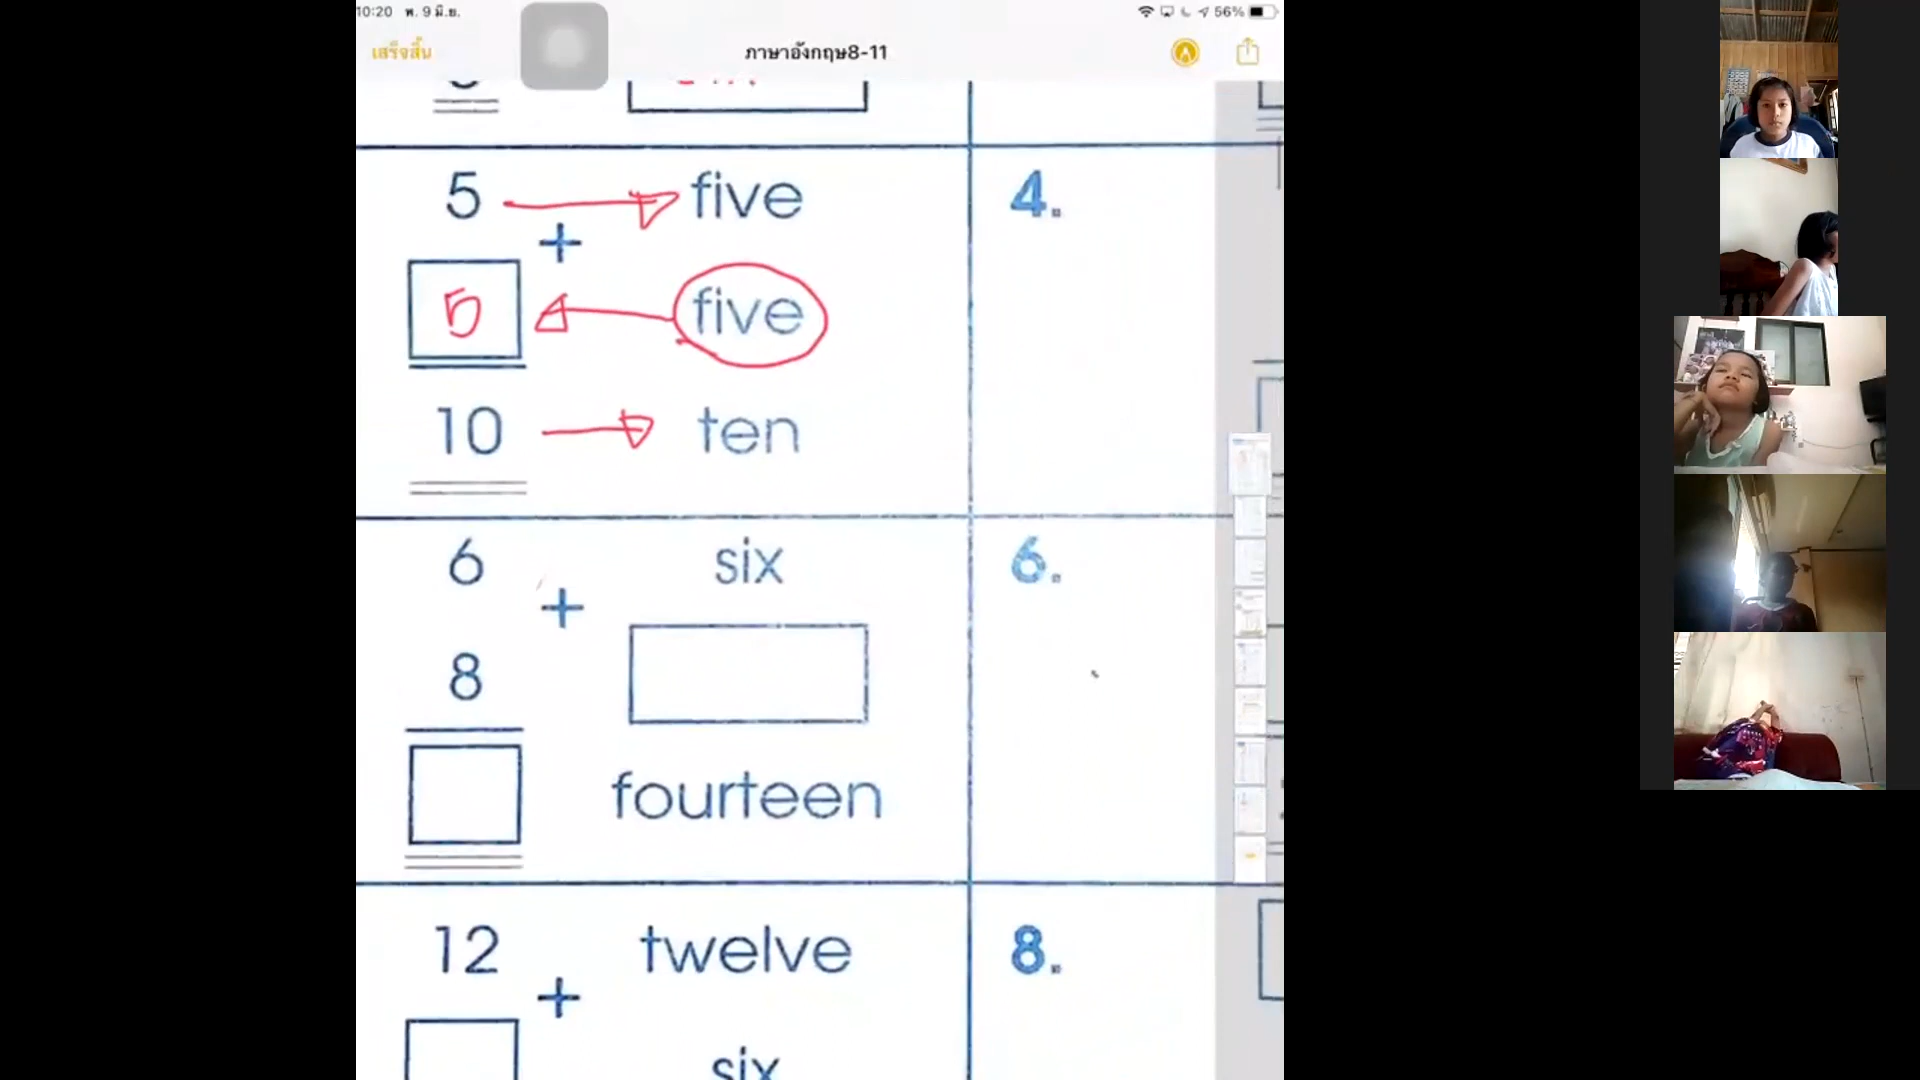 10:20 พ. 9 มิ.ย.
56%
เสร็จสิ้น
ภาษาอังกฤษ8-11
5 five
4.
+
5 five
10 ten
6 six
6.
+
8
fourteen
12 twelve
8.
+
six